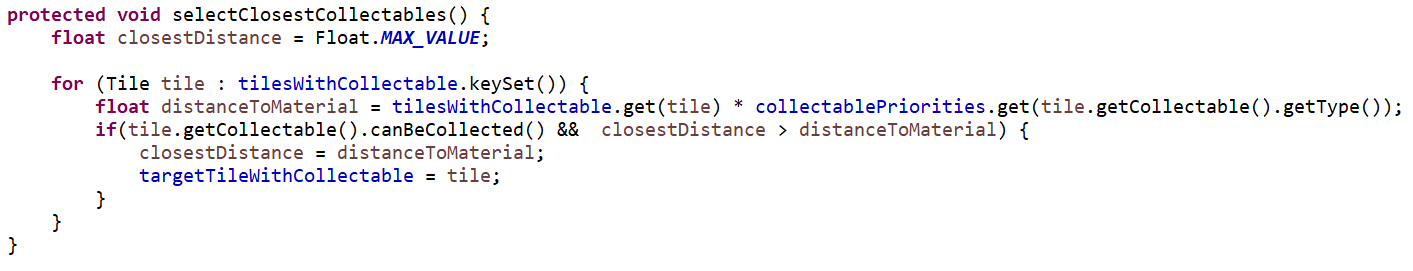 protected void selectClosestCollectables() {
    float closestDistance = Float.MAX_VALUE;

    for (Tile tile : tilesWithCollectable.keySet()) {
        float distanceToMaterial = tilesWithCollectable.get(tile) * collectablePriorities.get(tile.getCollectable().getType());
        if(tile.getCollectable().canBeCollected() &&  closestDistance > distanceToMaterial) {
            closestDistance = distanceToMaterial;
            targetTileWithCollectable = tile;
        }
    }
}